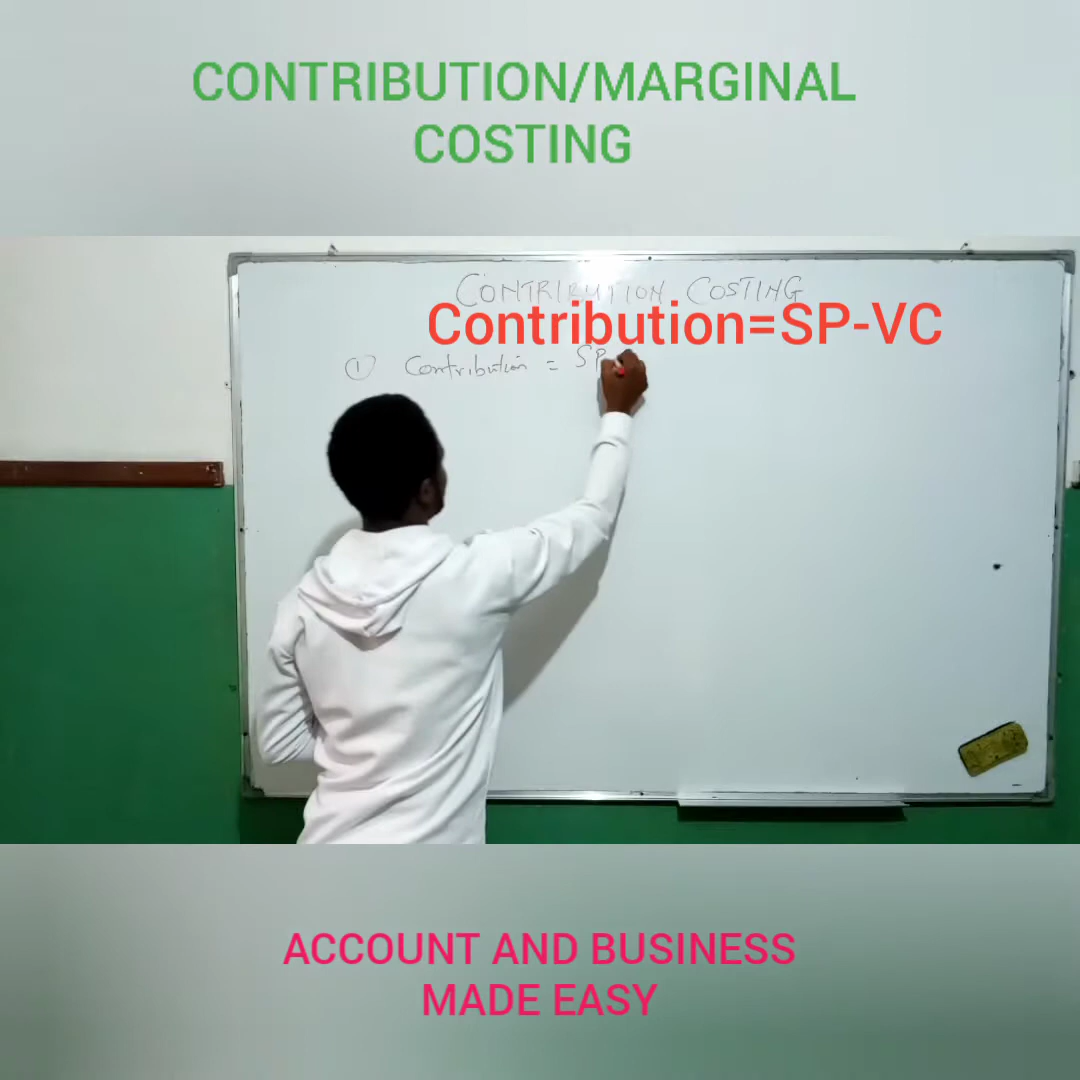 CONTRIBUTION/MARGINAL
COSTING
CONTRIBUTION COSTING
Contribution=SP-VC
① Contribution = SP
ACCOUNT AND BUSINESS
MADE EASY